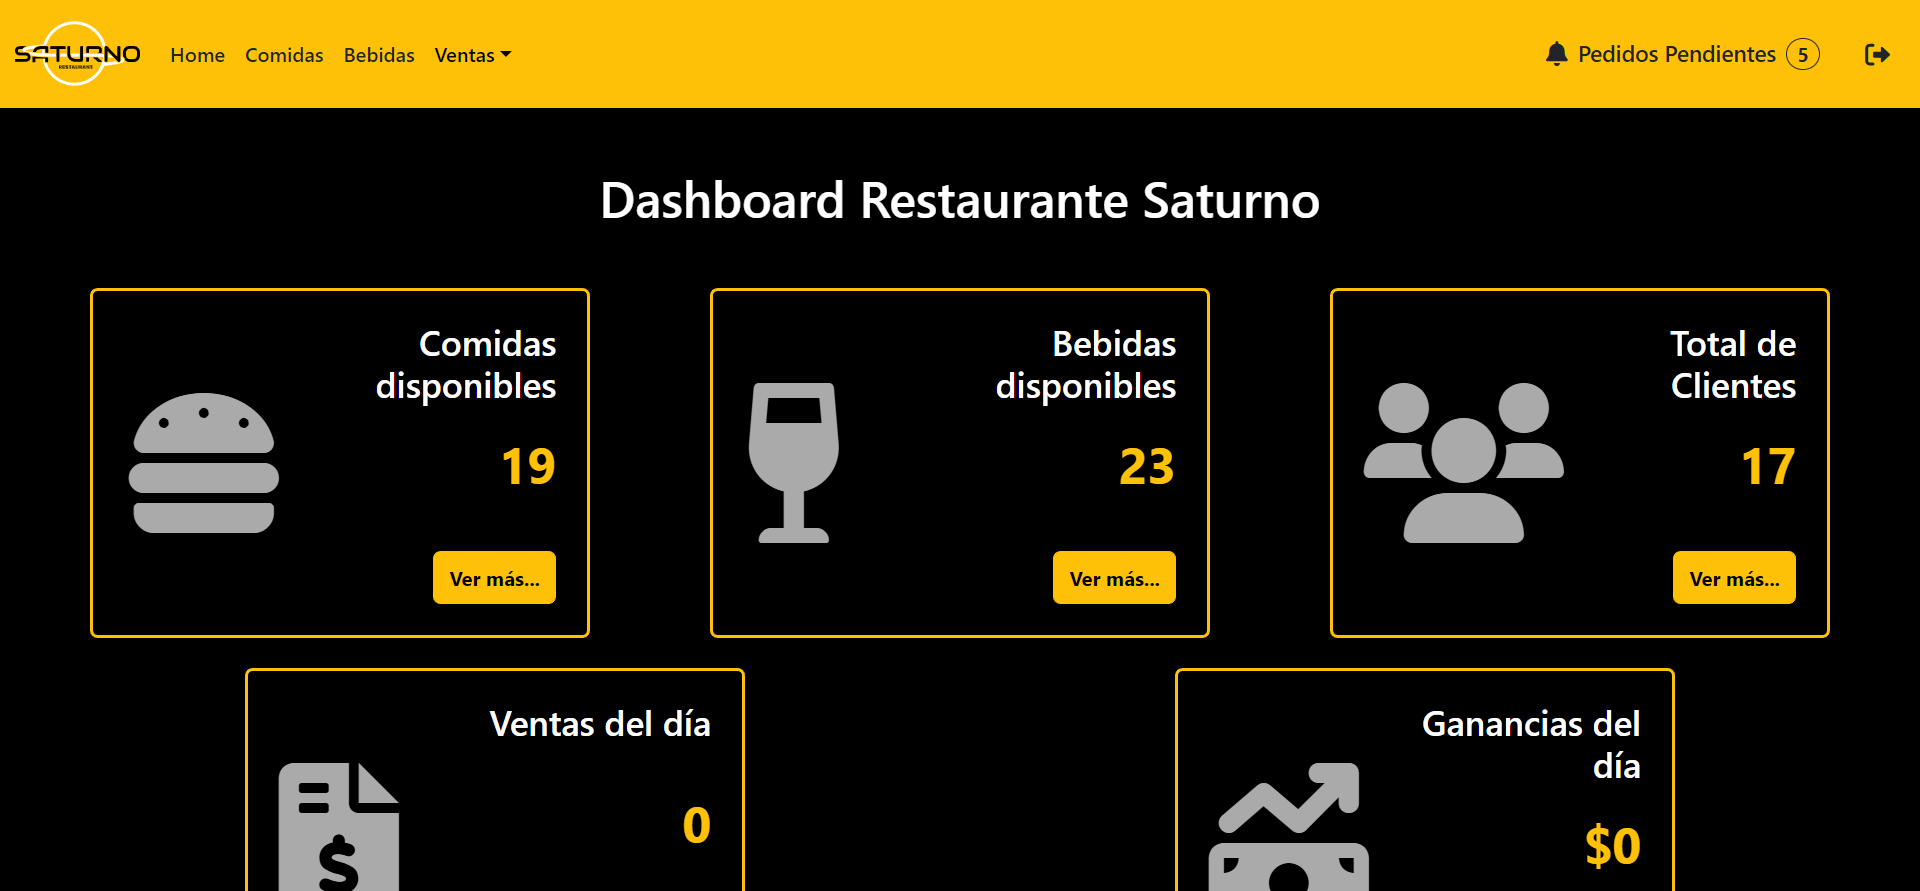 SATURNO
RESTAURANT
Home Comidas Bebidas Ventas
Pedidos Pendientes 5
Dashboard Restaurante Saturno
Comidas
disponibles
19
Ver más...
Bebidas
disponibles
23
Ver más...
Total de
Clientes
17
Ver más...
Ventas del día
0
$
Ganancias del
día
$0